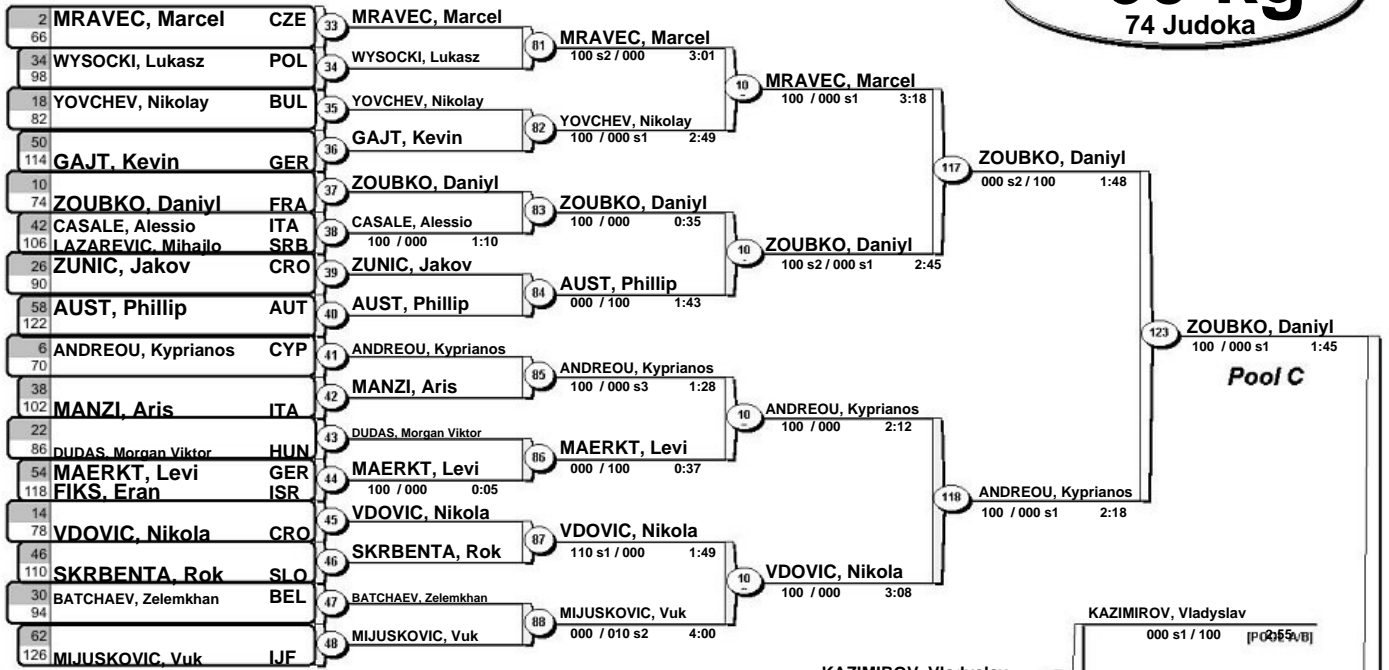 74 Judoka
2 MRAVEC, Marcel CZE
66
34 WYSOCKI, Lukasz POL
98
18 YOVCHEV, Nikolay BUL
82
50
114 GAJT, Kevin GER
10
74 ZOUBKO, Daniyl FRA
42 CASALE, Alessio ITA
106 LAZAREVIC, Mihajlo SRB
26 ZUNIC, Jakov CRO
90
58 AUST, Phillip AUT
122
6 ANDREOU, Kyprianos CYP
70
38
102 MANZI, Aris ITA
22
86 DUDAS, Morgan Viktor HUN
54 MAERKT, Levi GER
118 FIKS, Eran ISR
14
78 VDOVIC, Nikola CRO
46
110 SKRBENTA, Rok SLO
30 BATCHAEV, Zelemkhan BEL
94
62
126 MIJUSKOVIC, Vuk IJF
33 MRAVEC, Marcel
34 WYSOCKI, Lukasz
35 YOVCHEV, Nikolay
36 GAJT, Kevin
37 ZOUBKO, Daniyl
38 CASALE, Alessio
100 / 000 1:10
39 ZUNIC, Jakov
40 AUST, Phillip
41 ANDREOU, Kyprianos
42 MANZI, Aris
43 DUDAS, Morgan Viktor
44 MAERKT, Levi
100 / 000 0:05
45 VDOVIC, Nikola
46 SKRBENTA, Rok
47 BATCHAEV, Zelemkhan
48 MIJUSKOVIC, Vuk
81 MRAVEC, Marcel
100 s2 / 000 3:01
82 YOVCHEV, Nikolay
100 / 000 s1 2:49
83 ZOUBKO, Daniyl
100 / 000 0:35
84 AUST, Phillip
000 / 100 1:43
85 ANDREOU, Kyprianos
100 / 000 s3 1:28
86 MAERKT, Levi
000 / 100 0:37
87 VDOVIC, Nikola
110 s1 / 000 1:49
88 MIJUSKOVIC, Vuk
000 / 010 s2 4:00
10 MRAVEC, Marcel
100 / 000 s1 3:18
10 ZOUBKO, Daniyl
100 s2 / 000 s1 2:45
10 ANDREOU, Kyprianos
100 / 000 2:12
10 VDOVIC, Nikola
100 / 000 3:08
117 ZOUBKO, Daniyl
000 s2 / 100 1:48
118 ANDREOU, Kyprianos
100 / 000 s1 2:18
123 ZOUBKO, Daniyl
100 / 000 s1 1:45
Pool C
KAZIMIROV, Vladyslav
000 s1 / 100 2:55 [POOL A/B]
KAZIMIROV, Vladyslav